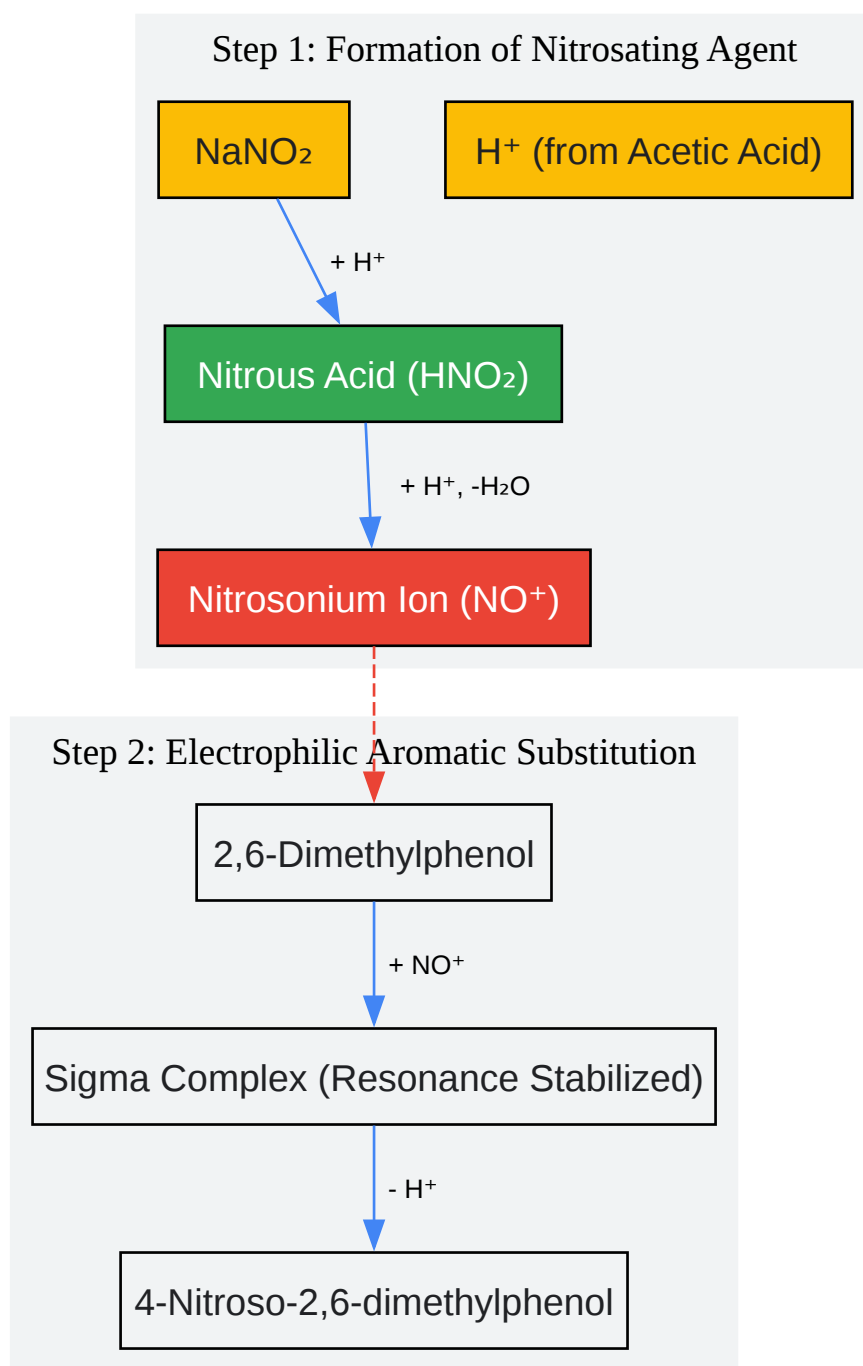 Step 1: Formation of Nitrosating Agent
NaNO₂
H⁺ (from Acetic Acid)
+ H⁺
Nitrous Acid (HNO₂)
+ H⁺, -H₂O
Nitrosonium Ion (NO⁺)
Step 2: Electrophilic Aromatic Substitution
2,6-Dimethylphenol
+ NO⁺
Sigma Complex (Resonance Stabilized)
- H⁺
4-Nitroso-2,6-dimethylphenol